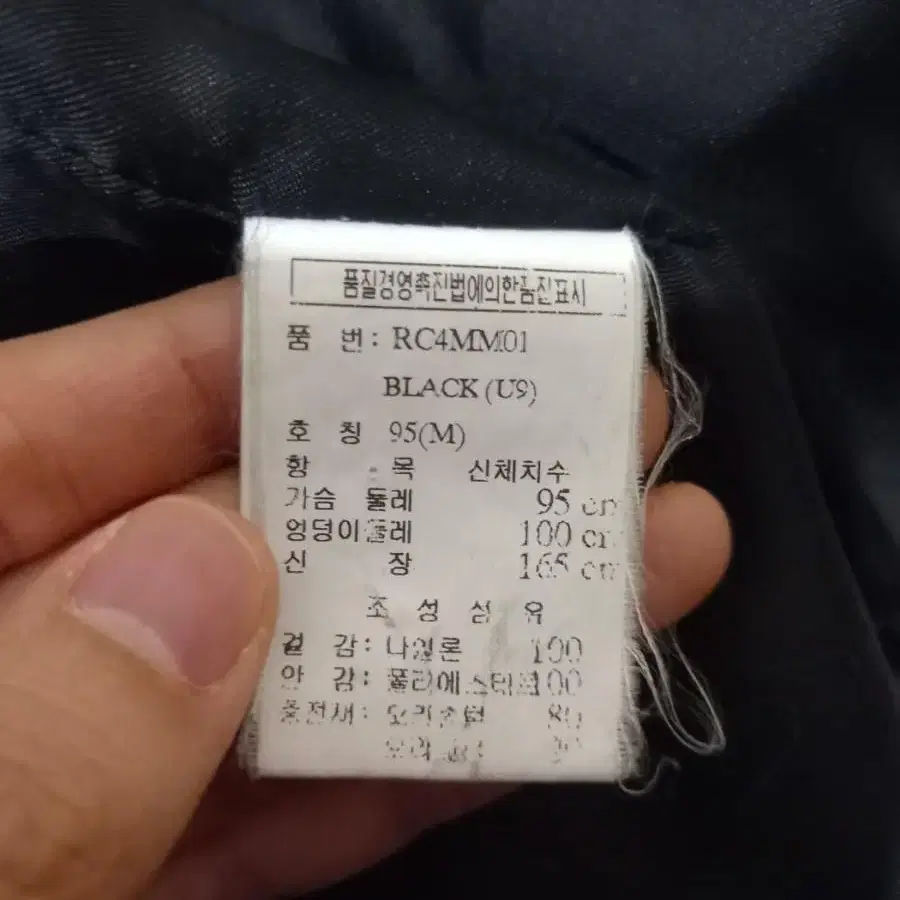 품질경영촉진법에의한품질표시
품 번: RC4MM01
BLACK (U9)
호 칭 95(M)
항 목 신체치수
가슴 둘레 95 cm
엉덩이둘레 100 cm
신 장 165 cm
조 성 섬 유
겉 감: 나일론 100
안 감: 폴리에스테르100
충전재: 오리솜털 80